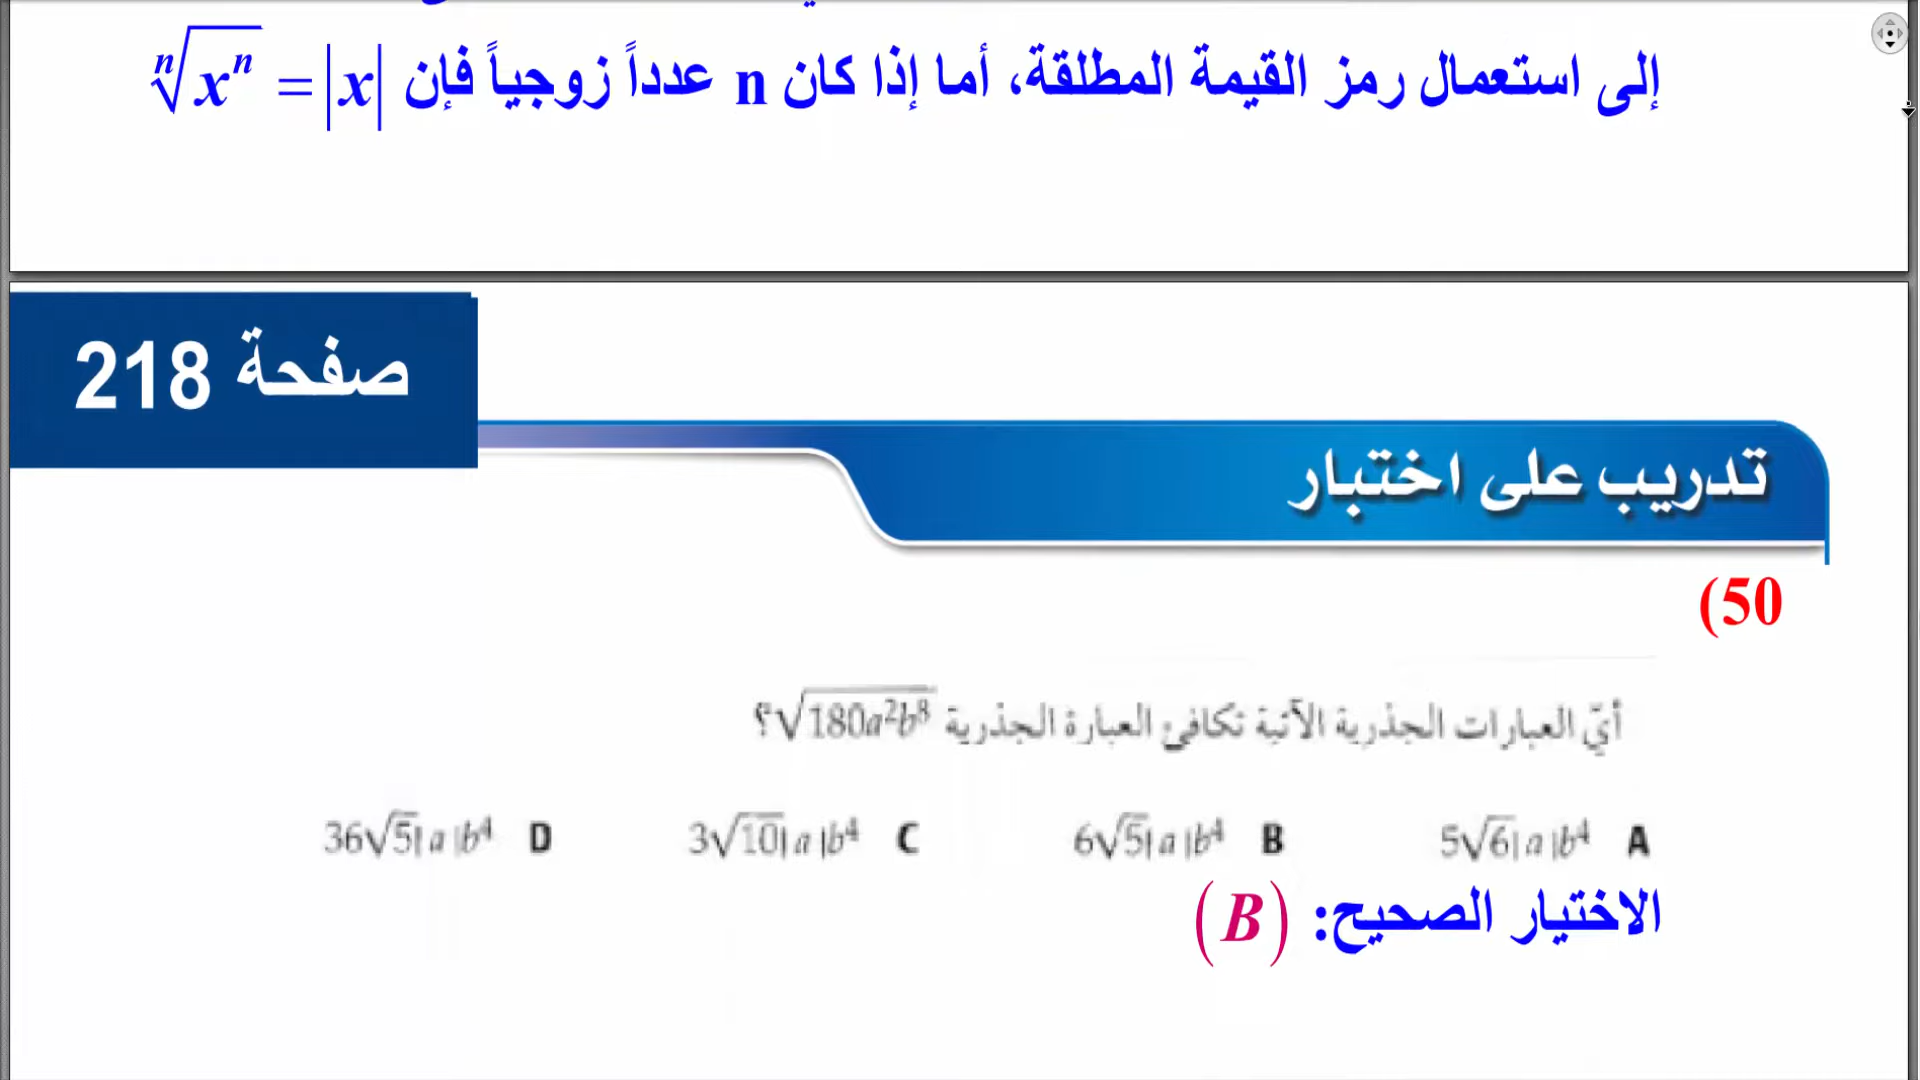 إلى استعمال رمز القيمة المطلقة، أما إذا كان n عدداً زوجياً فإن ⁿ√xⁿ = |x|
صفحة 218
تدريب على اختبار
(50
أيّ العبارات الجذرية الآتية تكافئ العبارة الجذرية √180a²b⁸ ؟
A 5√6|a|b⁴ B 6√5|a|b⁴ C 3√10|a|b⁴ D 36√5|a|b⁴
الاختيار الصحيح: (B)